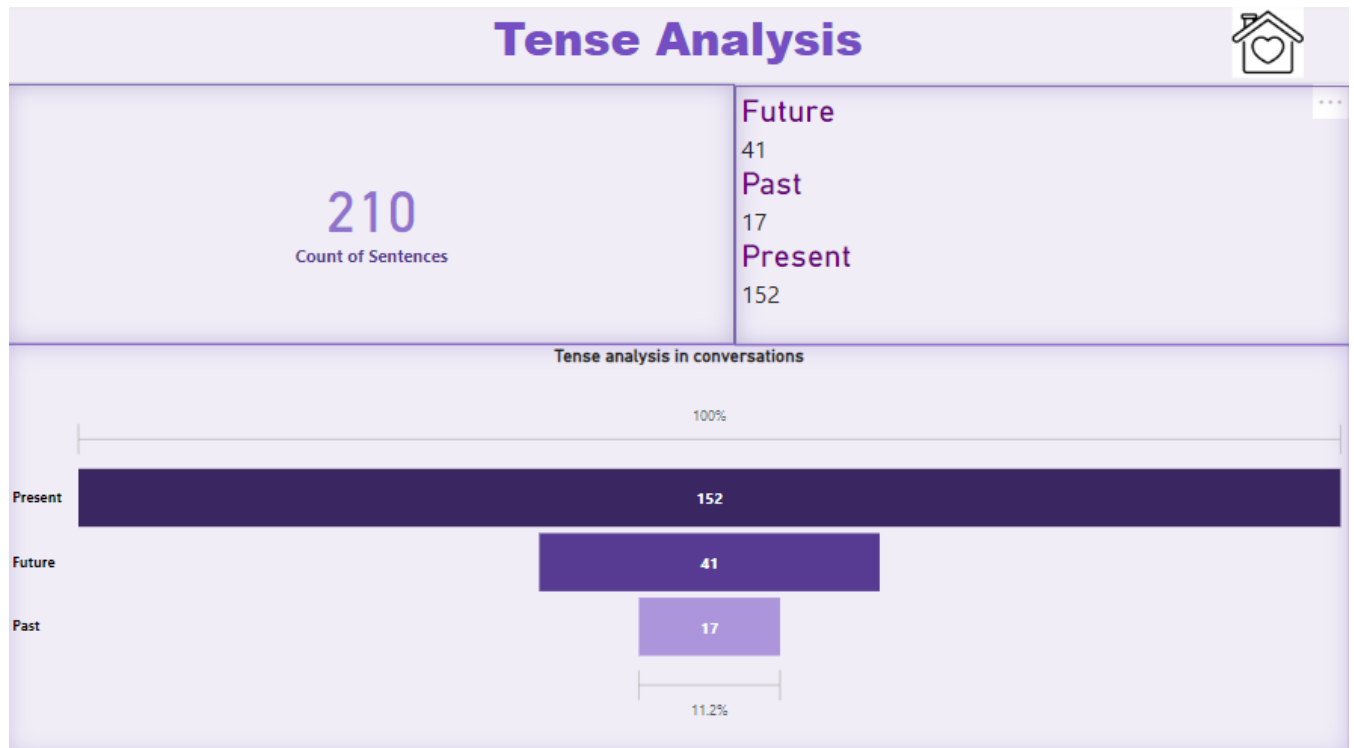 Tense Analysis
210
Count of Sentences
Future
41
Past
17
Present
152
Tense analysis in conversations
100%
Present
152
Future
41
Past
17
11.2%